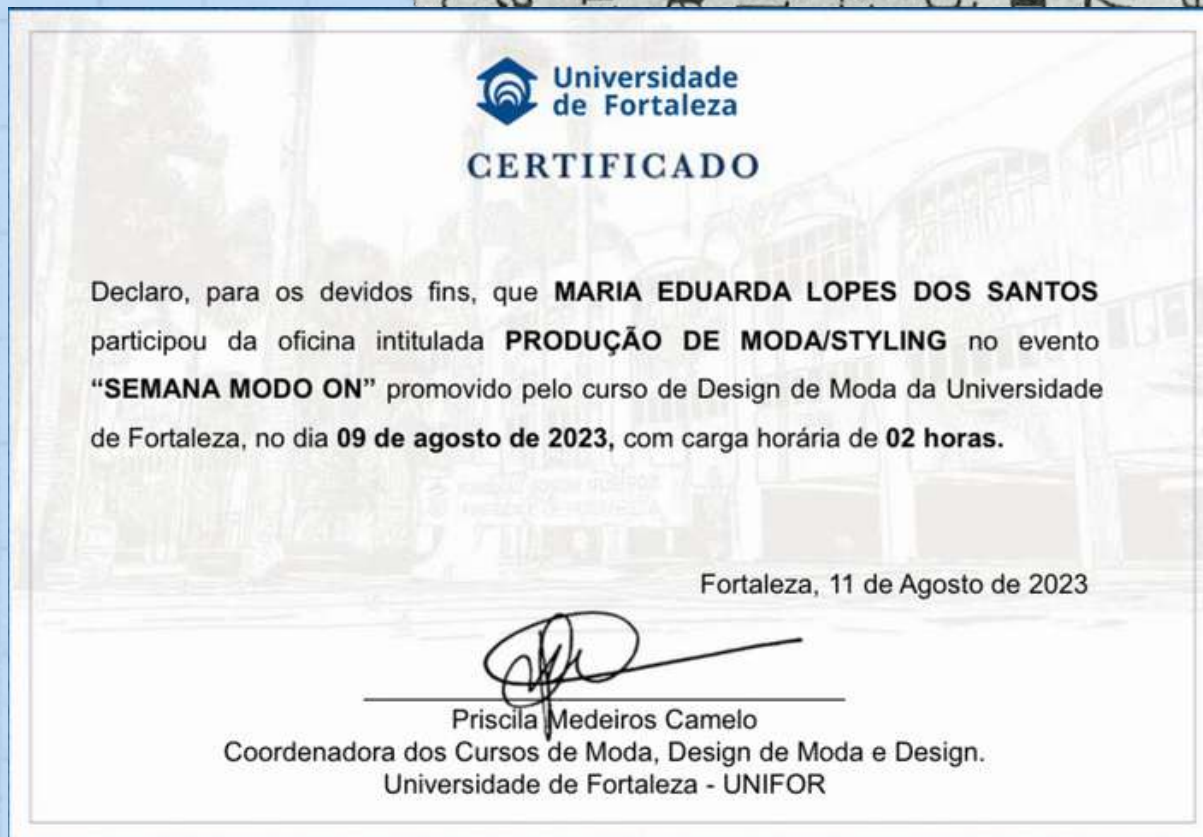 Universidade
de Fortaleza
CERTIFICADO
Declaro, para os devidos fins, que MARIA EDUARDA LOPES DOS SANTOS
participou da oficina intitulada PRODUÇÃO DE MODA/STYLING no evento
“SEMANA MODO ON” promovido pelo curso de Design de Moda da Universidade
de Fortaleza, no dia 09 de agosto de 2023, com carga horária de 02 horas.
Fortaleza, 11 de Agosto de 2023
Priscila Medeiros Camelo
Coordenadora dos Cursos de Moda, Design de Moda e Design.
Universidade de Fortaleza - UNIFOR